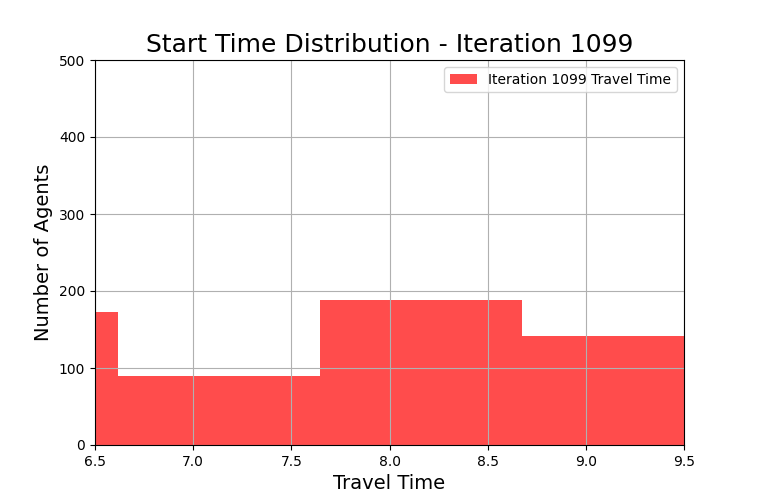 Start Time Distribution - Iteration 1099
500
Iteration 1099 Travel Time
400
300
200
100
0
Number of Agents
6.5 7.0 7.5 8.0 8.5 9.0 9.5
Travel Time